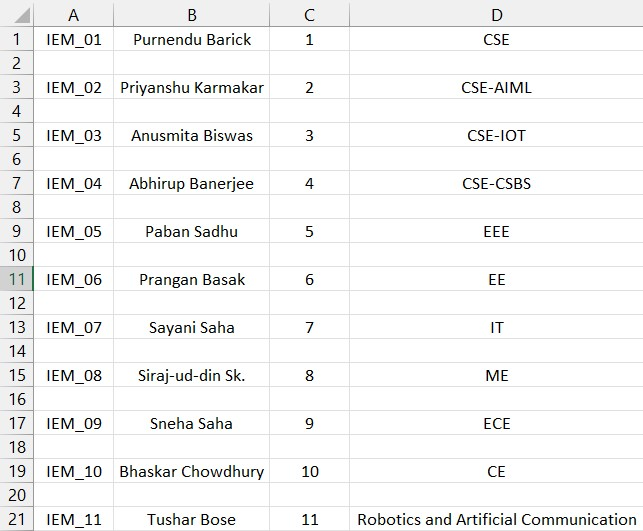 A B C D
1 IEM_01 Purnendu Barick 1 CSE
2
3 IEM_02 Priyanshu Karmakar 2 CSE-AIML
4
5 IEM_03 Anusmita Biswas 3 CSE-IOT
6
7 IEM_04 Abhirup Banerjee 4 CSE-CSBS
8
9 IEM_05 Paban Sadhu 5 EEE
10
11 IEM_06 Prangan Basak 6 EE
12
13 IEM_07 Sayani Saha 7 IT
14
15 IEM_08 Siraj-ud-din Sk. 8 ME
16
17 IEM_09 Sneha Saha 9 ECE
18
19 IEM_10 Bhaskar Chowdhury 10 CE
20
21 IEM_11 Tushar Bose 11 Robotics and Artificial Communication